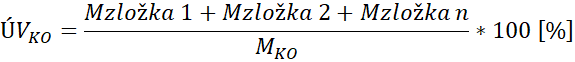 ÚV_KO = (Mzložka 1 + Mzložka 2 + Mzložka n) / M_KO * 100 [%]